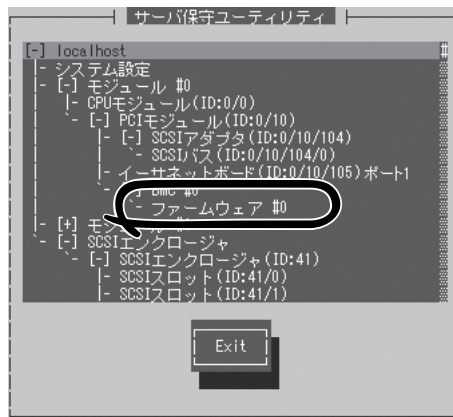 サーバ保守ユーティリティ
[-] localhost #
|- システム設定
|- [-] モジュール #0
| |- CPUモジュール(ID:0/0)
| `- [-] PCIモジュール(ID:0/10)
| |- [-] SCSIアダプタ(ID:0/10/104)
| | `- SCSIバス(ID:0/10/104/0)
| |- イーサネットボード(ID:0/10/105)ポート1
BMC #0
`- ファームウェア #0
|- [+] モジュール
`- [-] SCSIエンクロージャ
`- [-] SCSIエンクロージャ(ID:41)
|- SCSIスロット(ID:41/0)
|- SCSIスロット(ID:41/1)
Exit